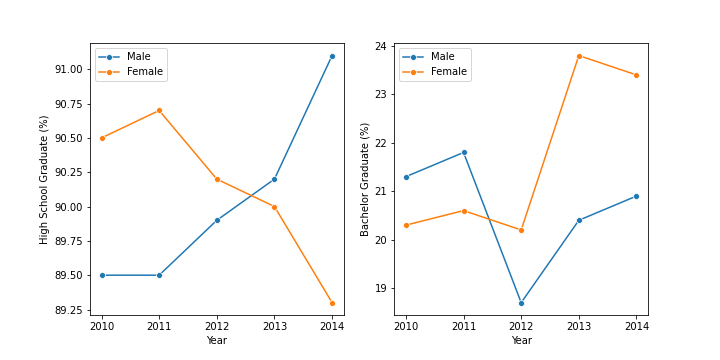 Male
Female
91.00
90.75
90.50
90.25
90.00
89.75
89.50
89.25
High School Graduate (%)
2010 2011 2012 2013 2014
Year
Male
Female
24
23
22
21
20
19
Bachelor Graduate (%)
2010 2011 2012 2013 2014
Year